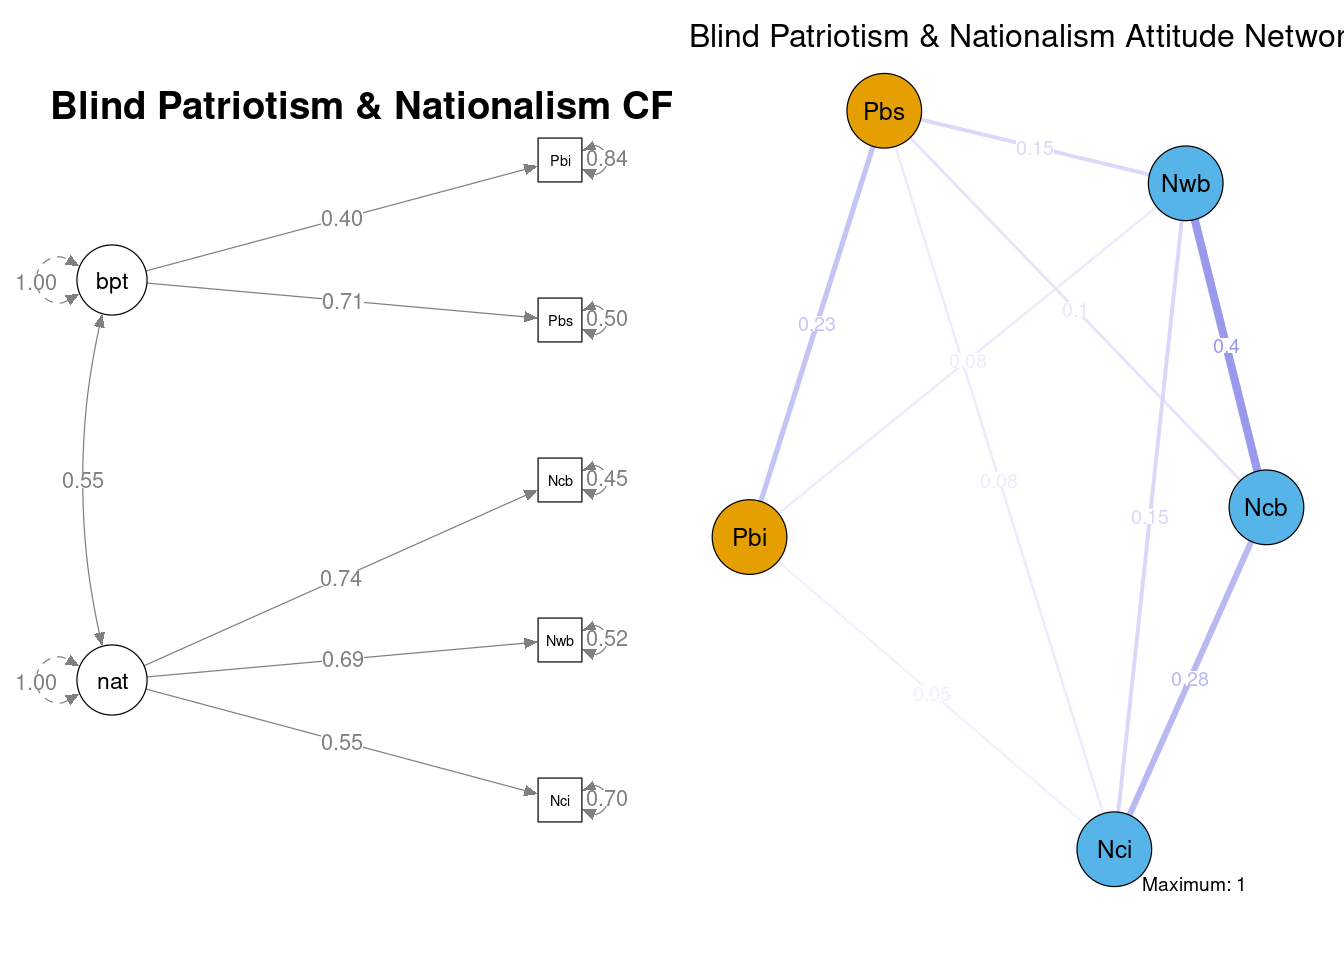 Blind Patriotism & Nationalism CF
Pbi
0.84
0.40
bpt
1.00
0.71
Pbs
0.50
0.55
Ncb
0.45
0.74
Nwb
0.52
0.69
nat
1.00
0.55
Nci
0.70
Blind Patriotism & Nationalism Attitude Networ
Pbs
0.15
Nwb
0.1
0.23
0.4
0.08
0.08
Ncb
0.15
Pbi
0.28
0.05
Nci
Maximum: 1